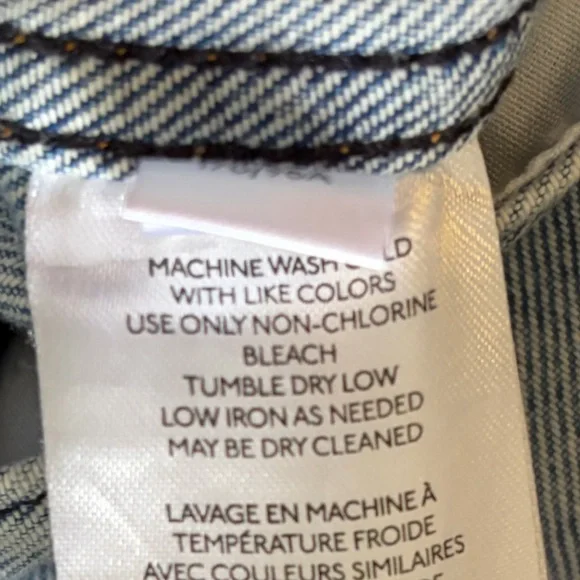 MACHINE WASH COLD
WITH LIKE COLORS
USE ONLY NON-CHLORINE
BLEACH
TUMBLE DRY LOW
LOW IRON AS NEEDED
MAY BE DRY CLEANED
LAVAGE EN MACHINE À
TEMPÉRATURE FROIDE
AVEC COULEURS SIMILAIRES